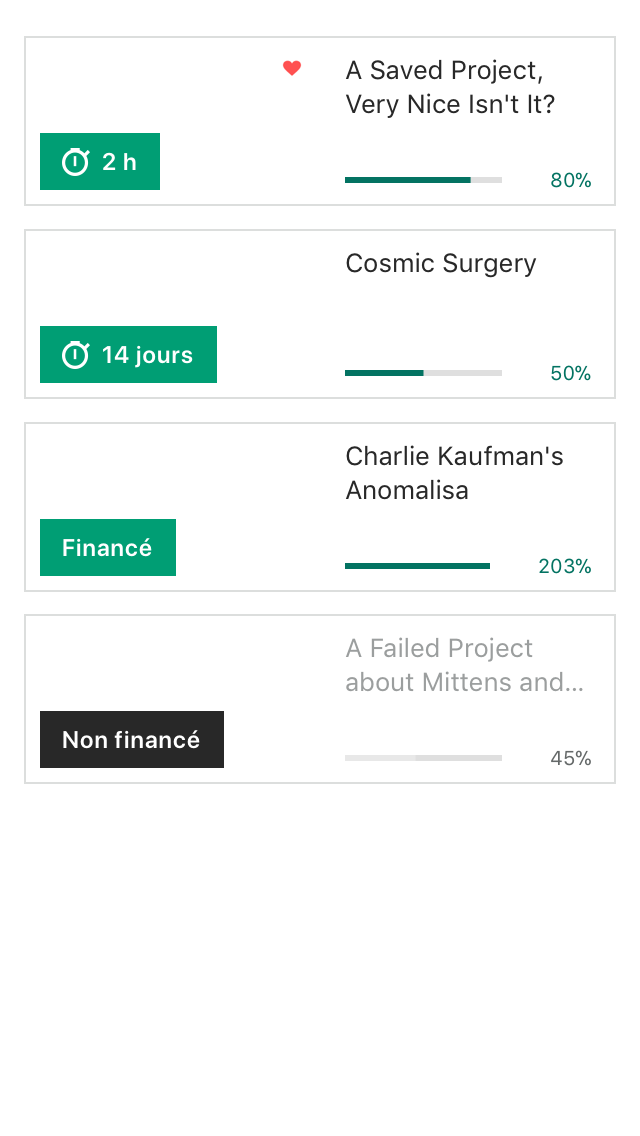 A Saved Project,
Very Nice Isn't It?
2 h
80%
Cosmic Surgery
14 jours
50%
Charlie Kaufman's
Anomalisa
Financé
203%
A Failed Project
about Mittens and...
Non financé
45%